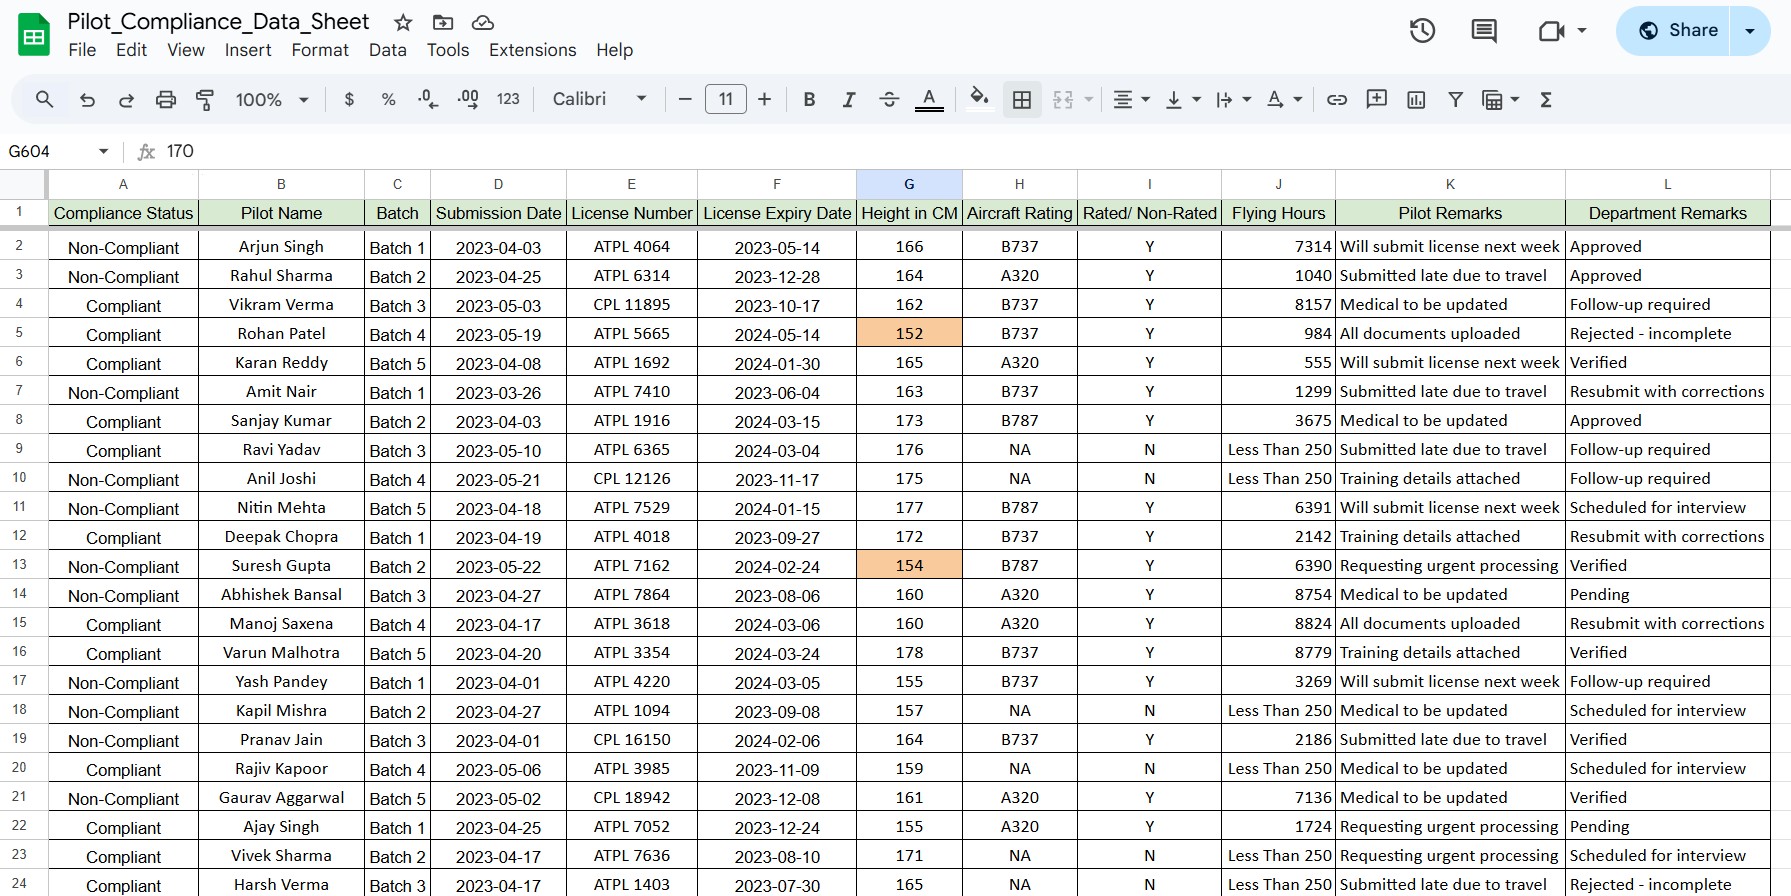 Pilot_Compliance_Data_Sheet
File Edit View Insert Format Data Tools Extensions Help
Share
100% $ % .0 .00 123 Calibri 11 B I S A
G604 fx 170
A B C D E F G H I J K L
1 Compliance Status Pilot Name Batch Submission Date License Number License Expiry Date Height in CM Aircraft Rating Rated/ Non-Rated Flying Hours Pilot Remarks Department Remarks
2 Non-Compliant Arjun Singh Batch 1 2023-04-03 ATPL 4064 2023-05-14 166 B737 Y 7314 Will submit license next week Approved
3 Non-Compliant Rahul Sharma Batch 2 2023-04-25 ATPL 6314 2023-12-28 164 A320 Y 1040 Submitted late due to travel Approved
4 Compliant Vikram Verma Batch 3 2023-05-03 CPL 11895 2023-10-17 162 B737 Y 8157 Medical to be updated Follow-up required
5 Compliant Rohan Patel Batch 4 2023-05-19 ATPL 5665 2024-05-14 152 B737 Y 984 All documents uploaded Rejected - incomplete
6 Compliant Karan Reddy Batch 5 2023-04-08 ATPL 1692 2024-01-30 165 A320 Y 555 Will submit license next week Verified
7 Non-Compliant Amit Nair Batch 1 2023-03-26 ATPL 7410 2023-06-04 163 B737 Y 1299 Submitted late due to travel Resubmit with corrections
8 Compliant Sanjay Kumar Batch 2 2023-04-03 ATPL 1916 2024-03-15 173 B787 Y 3675 Medical to be updated Approved
9 Compliant Ravi Yadav Batch 3 2023-05-10 ATPL 6365 2024-03-04 176 NA N Less Than 250 Submitted late due to travel Follow-up required
10 Non-Compliant Anil Joshi Batch 4 2023-05-21 CPL 12126 2023-11-17 175 NA N Less Than 250 Training details attached Follow-up required
11 Non-Compliant Nitin Mehta Batch 5 2023-04-18 ATPL 7529 2024-01-15 177 B787 Y 6391 Will submit license next week Scheduled for interview
12 Compliant Deepak Chopra Batch 1 2023-04-19 ATPL 4018 2023-09-27 172 B737 Y 2142 Training details attached Resubmit with corrections
13 Non-Compliant Suresh Gupta Batch 2 2023-05-22 ATPL 7162 2024-02-24 154 B787 Y 6390 Requesting urgent processing Verified
14 Non-Compliant Abhishek Bansal Batch 3 2023-04-27 ATPL 7864 2023-08-06 160 A320 Y 8754 Medical to be updated Pending
15 Compliant Manoj Saxena Batch 4 2023-04-17 ATPL 3618 2024-03-06 160 A320 Y 8824 All documents uploaded Resubmit with corrections
16 Compliant Varun Malhotra Batch 5 2023-04-20 ATPL 3354 2024-03-24 178 B737 Y 8779 Training details attached Verified
17 Non-Compliant Yash Pandey Batch 1 2023-04-01 ATPL 4220 2024-03-05 155 B737 Y 3269 Will submit license next week Follow-up required
18 Non-Compliant Kapil Mishra Batch 2 2023-04-27 ATPL 1094 2023-09-08 157 NA N Less Than 250 Medical to be updated Scheduled for interview
19 Non-Compliant Pranav Jain Batch 3 2023-04-01 CPL 16150 2024-02-06 164 B737 Y 2186 Submitted late due to travel Verified
20 Compliant Rajiv Kapoor Batch 4 2023-05-06 ATPL 3985 2023-11-09 159 NA N Less Than 250 Medical to be updated Scheduled for interview
21 Non-Compliant Gaurav Aggarwal Batch 5 2023-05-02 CPL 18942 2023-12-08 161 A320 Y 7136 Medical to be updated Verified
22 Compliant Ajay Singh Batch 1 2023-04-25 ATPL 7052 2023-12-24 155 A320 Y 1724 Requesting urgent processing Pending
23 Compliant Vivek Sharma Batch 2 2023-04-17 ATPL 7636 2023-08-10 171 NA N Less Than 250 Requesting urgent processing Scheduled for interview
24 Compliant Harsh Verma Batch 3 2023-04-17 ATPL 1403 2023-07-30 165 NA N Less Than 250 Submitted late due to travel Rejected - incomplete